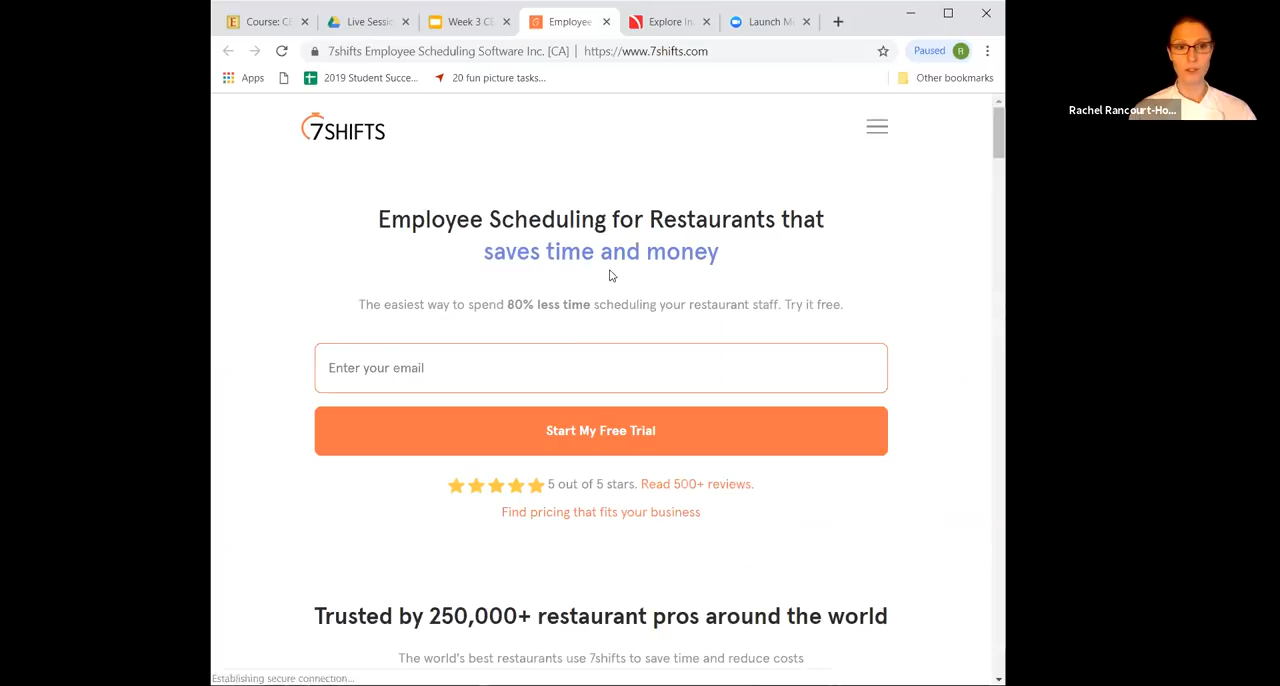 Course: CE
Live Sessio
Week 3 CE
Employee
Explore In
Launch M
7shifts Employee Scheduling Software Inc. [CA] | https://www.7shifts.com
Paused
R
Apps
2019 Student Succe...
20 fun picture tasks...
Other bookmarks
Rachel Rancourt-Ho...
7SHIFTS
Employee Scheduling for Restaurants that
saves time and money
The easiest way to spend 80% less time scheduling your restaurant staff. Try it free.
Enter your email
Start My Free Trial
5 out of 5 stars. Read 500+ reviews.
Find pricing that fits your business
Trusted by 250,000+ restaurant pros around the world
The world's best restaurants use 7shifts to save time and reduce costs
Establishing secure connection...